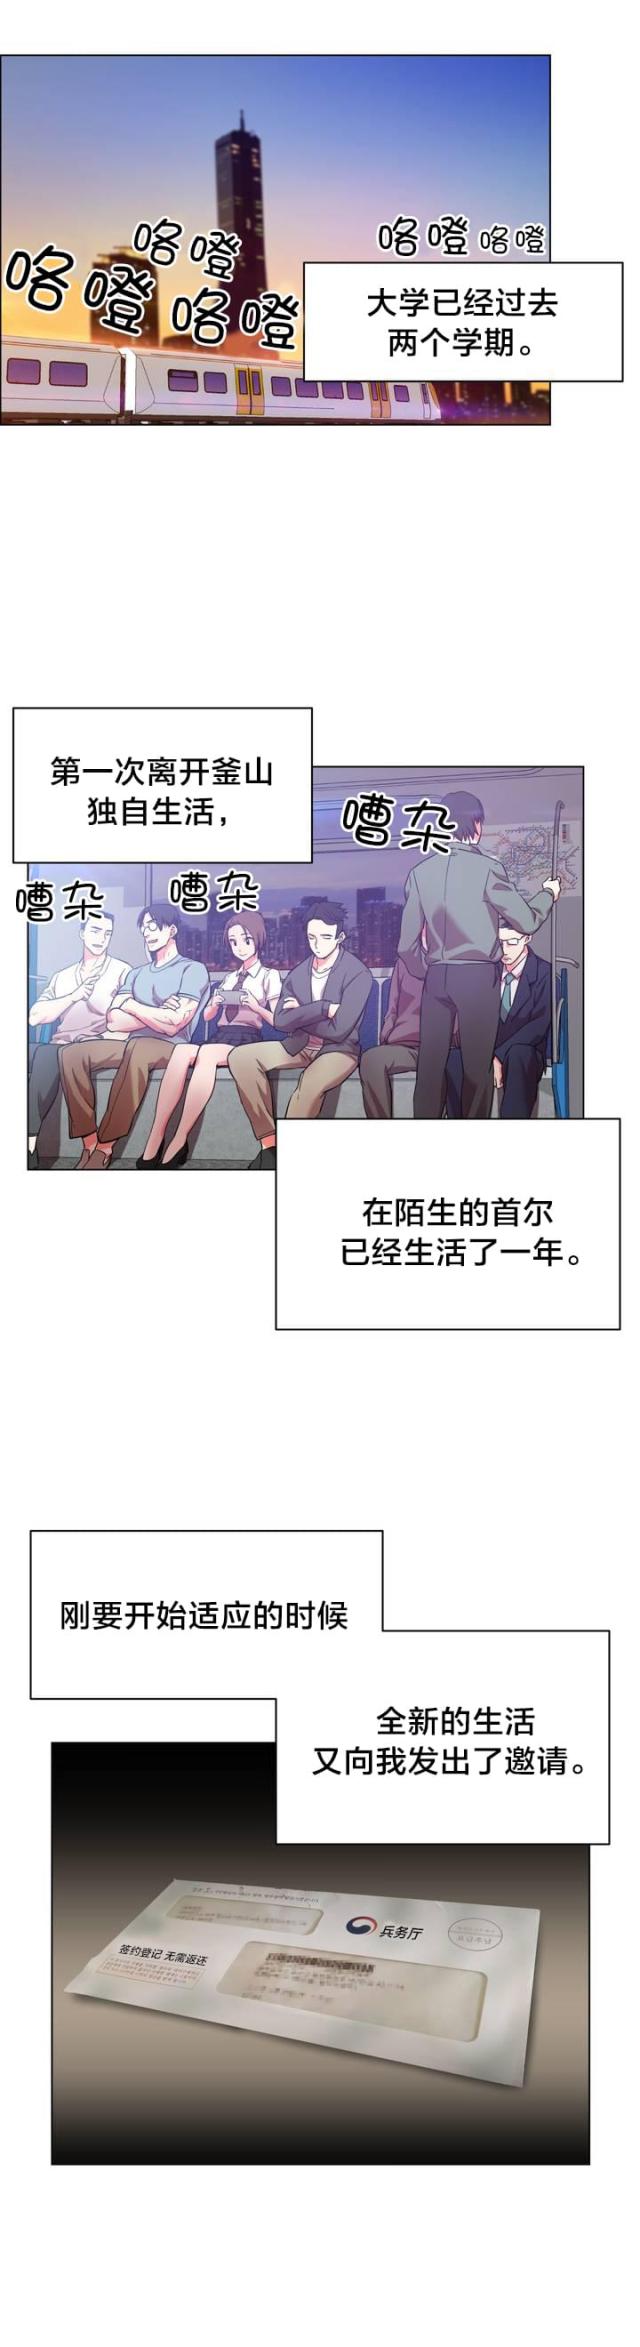 咯噔
咯噔
咯噔
咯噔
咯噔
大学已经过去
两个学期。
第一次离开釜山
独自生活，
嘈杂
嘈杂
嘈杂
在陌生的首尔
已经生活了一年。
刚要开始适应的时候
全新的生活
又向我发出了邀请。
兵务厅
签约登记 无需返还